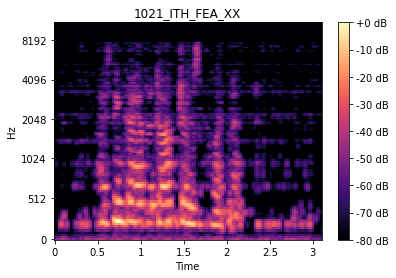 1021_ITH_FEA_XX
+0 dB
8192
-10 dB
4096
-20 dB
-30 dB
2048
Hz
-40 dB
1024
-50 dB
512
-60 dB
-70 dB
0
-80 dB
0 0.5 1 1.5 2 2.5 3
Time